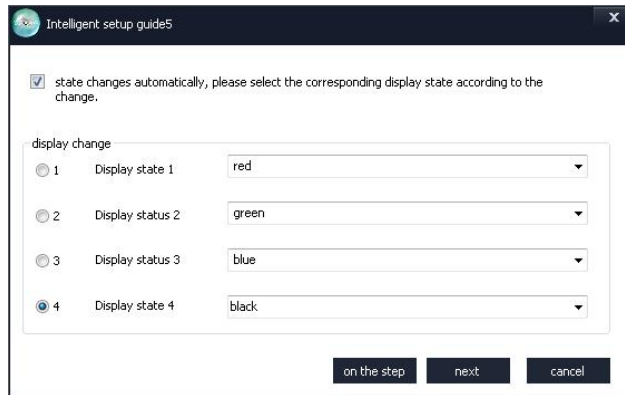 Intelligent setup guide5
x
state changes automatically, please select the corresponding display state according to the
change.
display change
1 Display state 1 red
2 Display status 2 green
3 Display status 3 blue
4 Display state 4 black
on the step next cancel